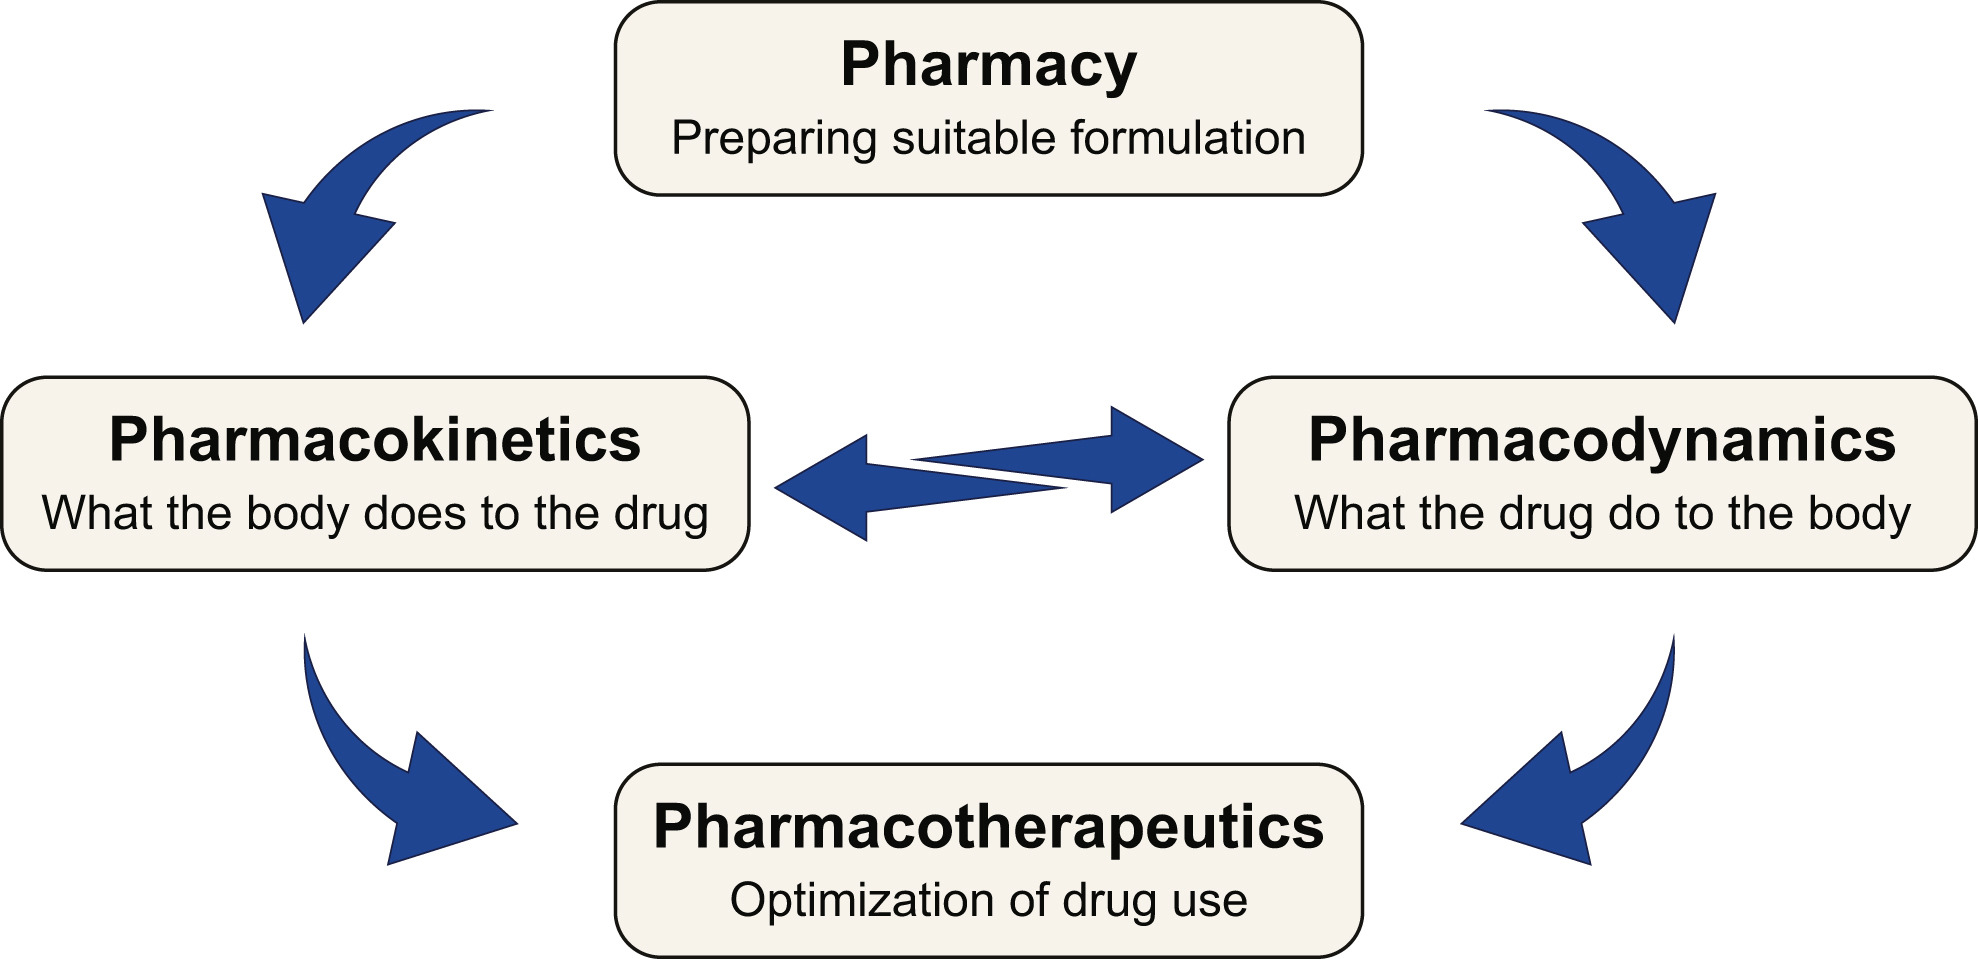 Pharmacy
Preparing suitable formulation
Pharmacokinetics
What the body does to the drug
Pharmacodynamics
What the drug do to the body
Pharmacotherapeutics
Optimization of drug use